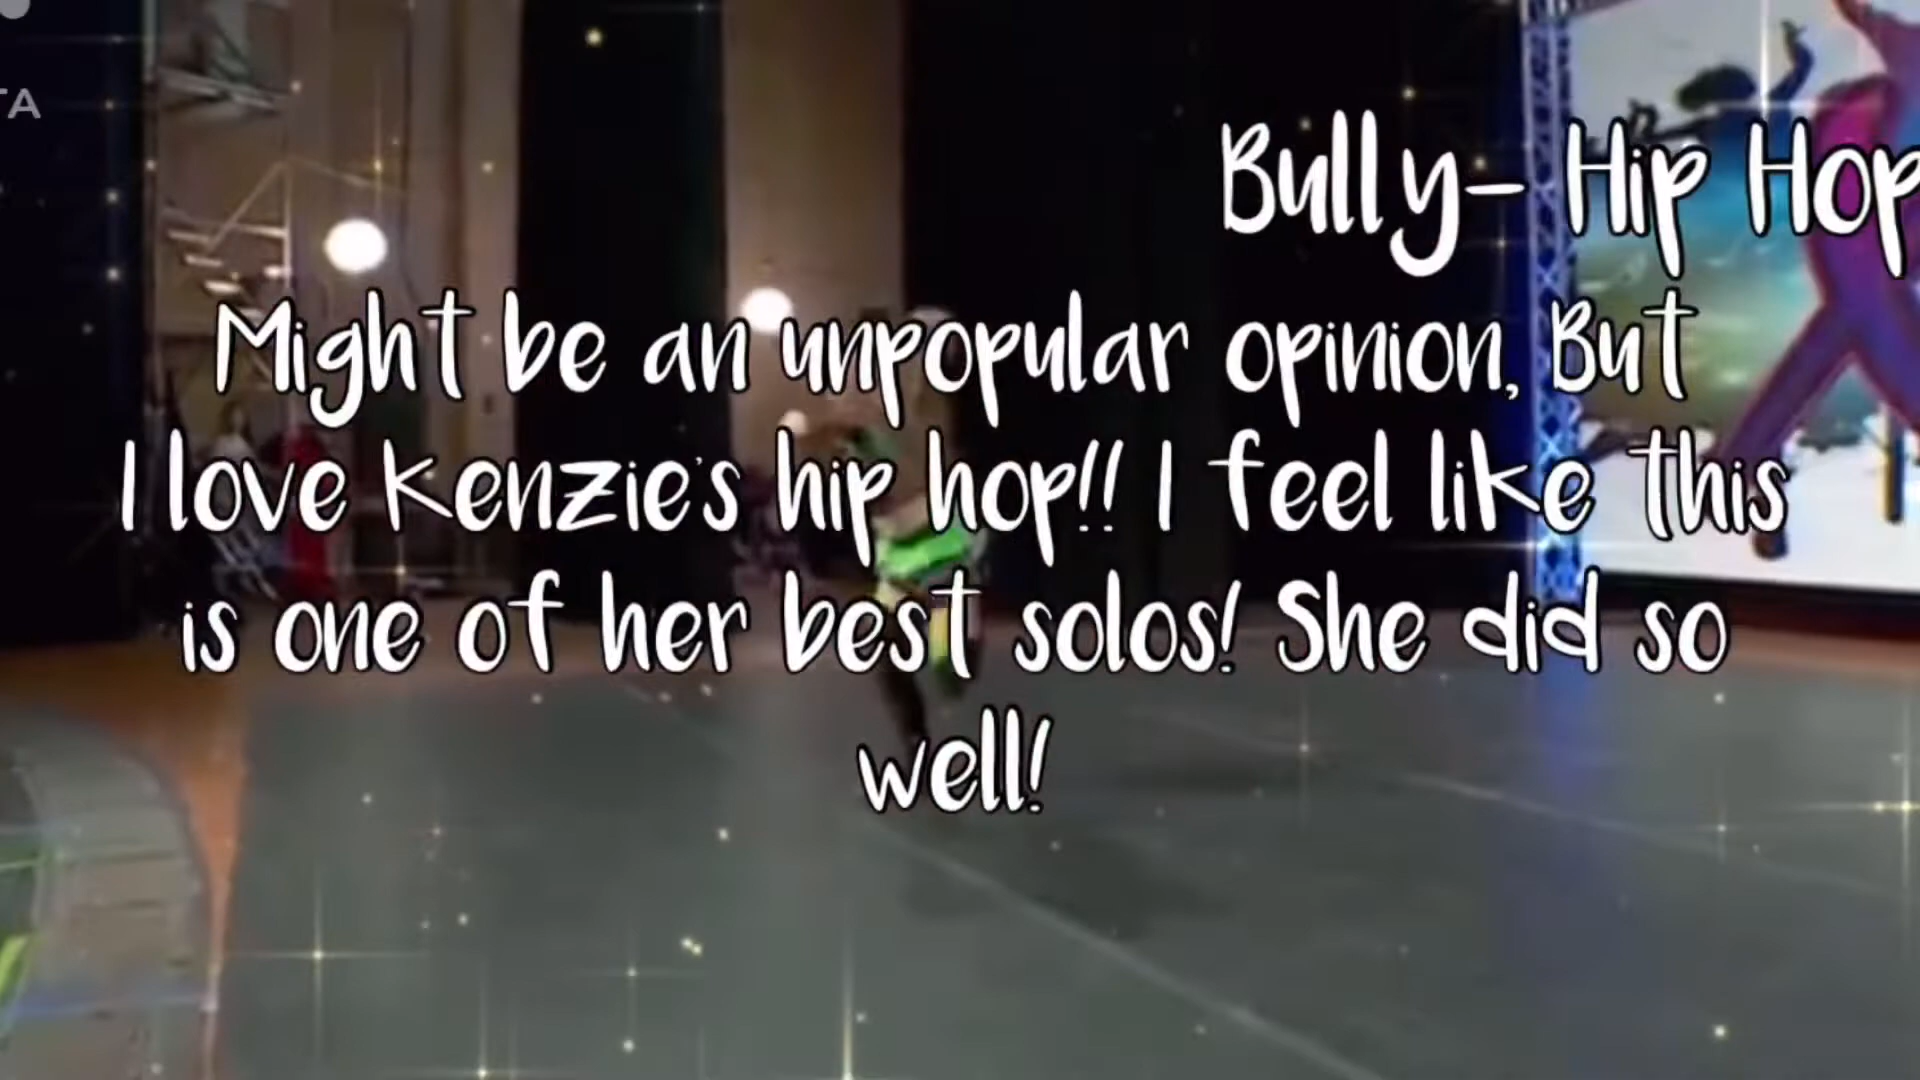 TA
Bully- Hip Hop
Might be an unpopular opinion, But
I love Kenzie's hip hop!! I feel like this
is one of her best solos! She did so
well!